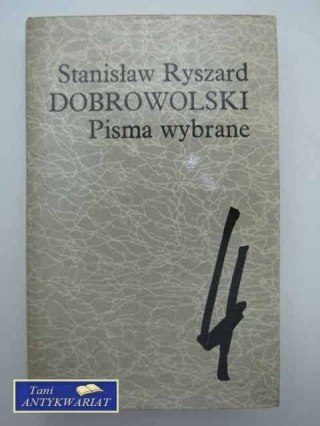 Stanisław Ryszard
DOBROWOLSKI
Pisma wybrane
4
Tani
ANTYKWARIAT